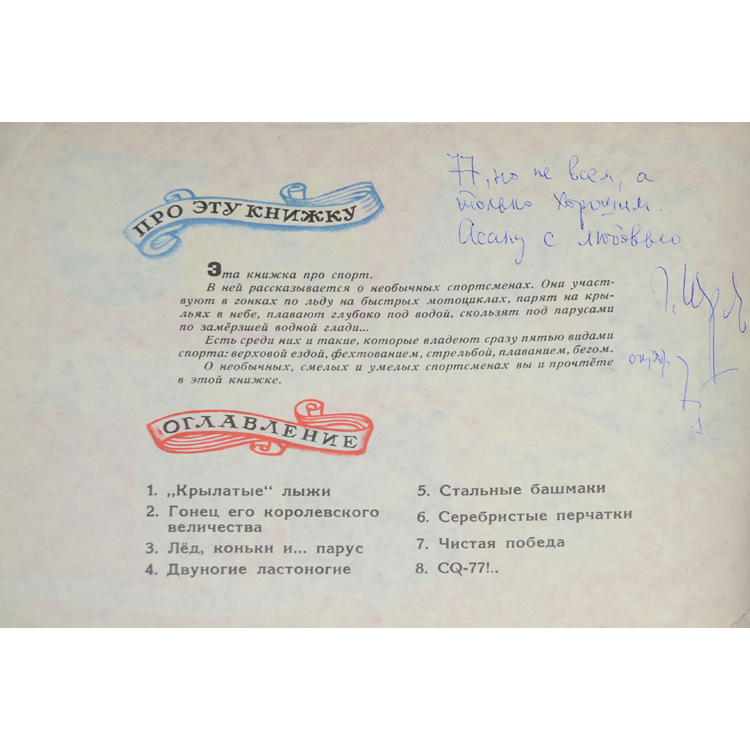 77, но не всем, а
только хорошим.
Асану с любовью
ПРО ЭТУ КНИЖКУ
Эта книжка про спорт.
В ней рассказывается о необычных спортсменах. Они участ-
вуют в гонках по льду на быстрых мотоциклах, парят на кры-
льях в небе, плавают глубоко под водой, скользят под парусами
по замёрзшей водной глади...
Есть среди них и такие, которые владеют сразу пятью видами
спорта: верховой ездой, фехтованием, стрельбой, плаванием, бегом.
О необычных, смелых и умелых спортсменах вы и прочтёте
в этой книжке.
ОГЛАВЛЕНИЕ
1. „Крылатые“ лыжи
2. Гонец его королевского
величества
3. Лёд, коньки и... парус
4. Двуногие ластоногие
5. Стальные башмаки
6. Серебристые перчатки
7. Чистая победа
8. CQ-77!..